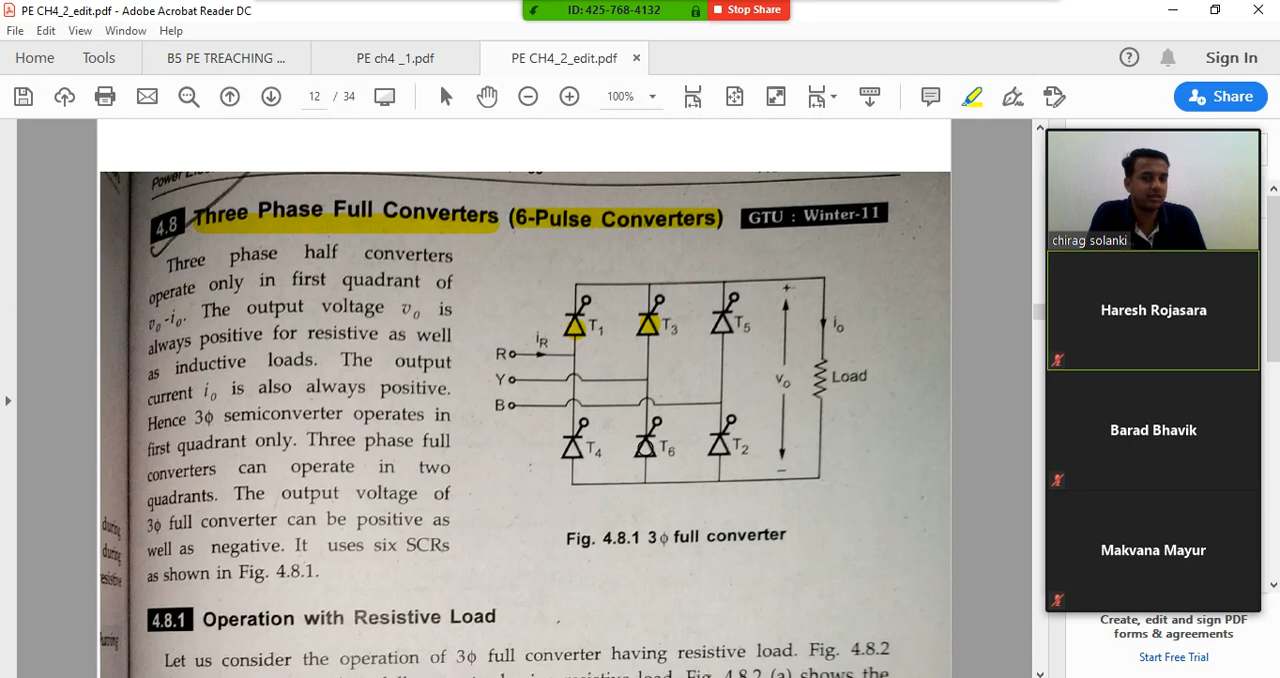 PE CH4_2_edit.pdf - Adobe Acrobat Reader DC
ID: 425-768-4132
Stop Share
File Edit View Window Help
Home Tools B5 PE TREACHING ... PE ch4 _1.pdf PE CH4_2_edit.pdf × Sign In
12 / 34 100% Share
4.8 Three Phase Full Converters (6-Pulse Converters) GTU : Winter-11
Three phase half converters
operate only in first quadrant of
vo-io. The output voltage vo is
always positive for resistive as well
as inductive loads. The output
current io is also always positive.
Hence 3ϕ semiconverter operates in
first quadrant only. Three phase full
converters can operate in two
quadrants. The output voltage of
3ϕ full converter can be positive as
well as negative. It uses six SCRs
as shown in Fig. 4.8.1.
T1 T3 T5
+
io
iR
R
Y
B
vo
Load
T4 T6 T2
−
Fig. 4.8.1 3ϕ full converter
during
during
4.8.1 Operation with Resistive Load
Let us consider the operation of 3ϕ full converter having resistive load. Fig. 4.8.2
chirag solanki
Haresh Rojasara
Barad Bhavik
Makvana Mayur
Create, edit and sign PDF
forms & agreements
Start Free Trial